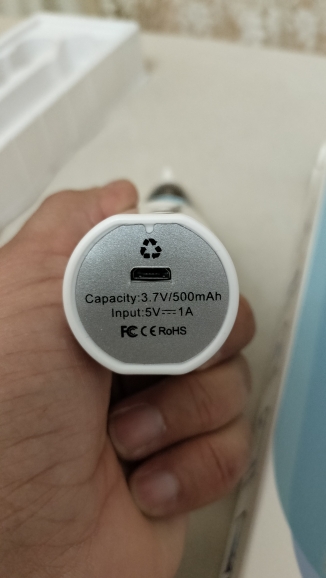 Capacity:3.7V/500mAh
Input:5V⎓1A
FC CE RoHS